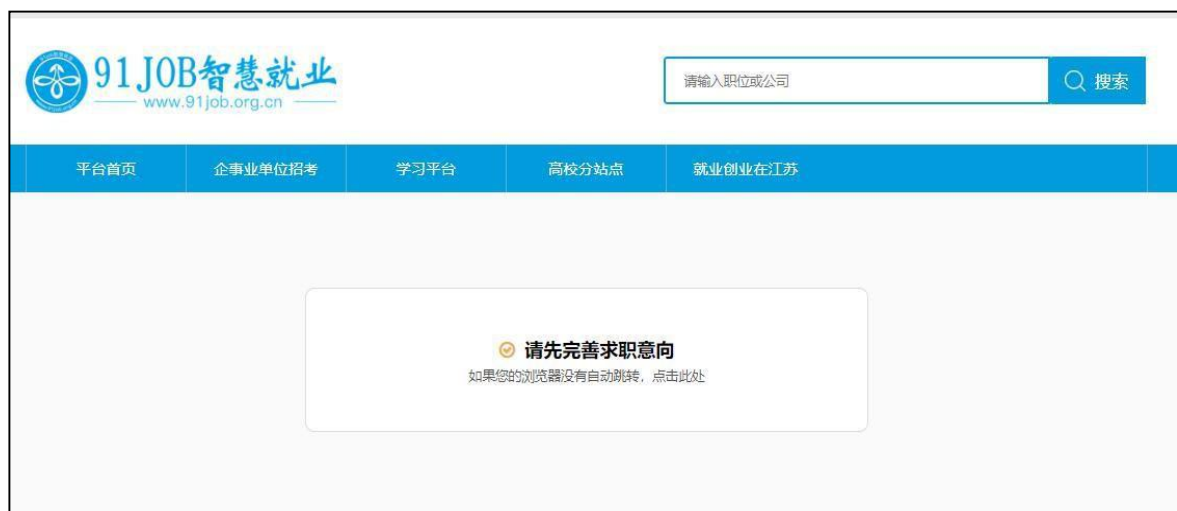 91JOB智慧就业
www.91job.org.cn
请输入职位或公司
搜索
平台首页 企事业单位招考 学习平台 高校分站点 就业创业在江苏
请先完善求职意向
如果您的浏览器没有自动跳转，点击此处